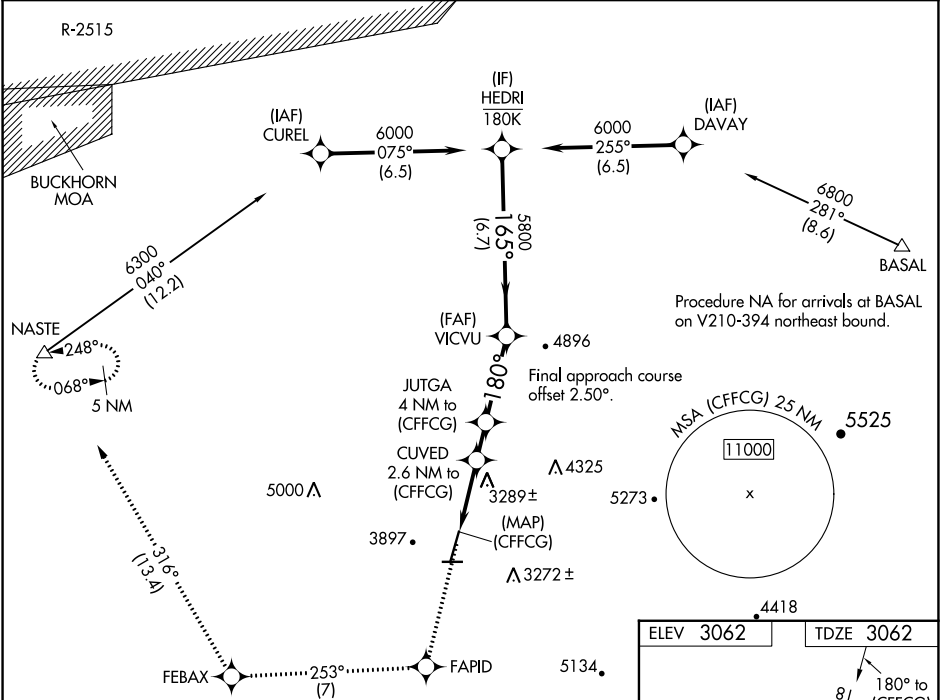 R-2515
BUCKHORN
MOA
(IAF)
CUREL
6000
075°
(6.5)
(IF)
HEDRI
180K
6000
255°
(6.5)
(IAF)
DAVAY
6800
281°
(8.6)
BASAL
5800
165°
(6.7)
6300
040°
(12.2)
Procedure NA for arrivals at BASAL
on V210-394 northeast bound.
NASTE
248°
068°
5 NM
(FAF)
VICVU
4896
180°
Final approach course
offset 2.50°.
JUTGA
4 NM to
(CFFCG)
CUVED
2.6 NM to
(CFFCG)
MSA (CFFCG) 25 NM
11000
x
5525
5273
4325
5000
3289±
(MAP)
(CFFCG)
3897
3272±
316°
(13.4)
4418
FEBAX
253°
(7)
FAPID
5134
ELEV 3062
TDZE 3062
180° to
(CFFCG)